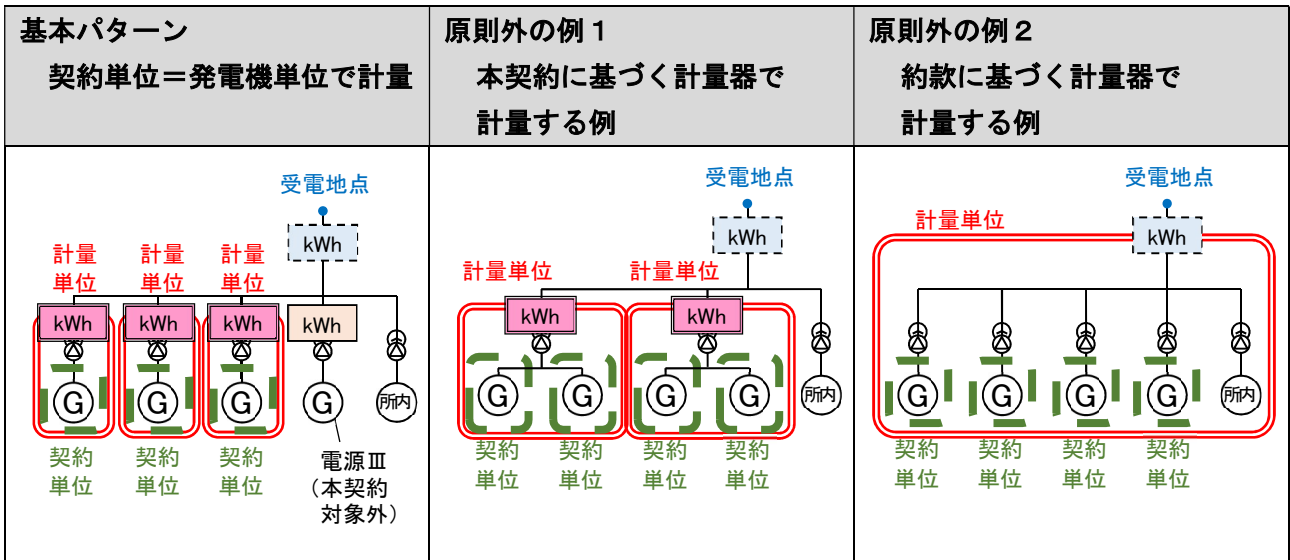 基本パターン
契約単位＝発電機単位で計量
原則外の例１
本契約に基づく計量器で
計量する例
原則外の例２
約款に基づく計量器で
計量する例
受電地点
kWh
計量
単位
計量
単位
計量
単位
kWh
kWh
kWh
kWh
G
G
G
G
所内
契約
単位
契約
単位
契約
単位
電源Ⅲ
（本契約
対象外）
受電地点
kWh
計量単位
計量単位
kWh
kWh
G
G
G
G
所内
契約
単位
契約
単位
契約
単位
契約
単位
受電地点
計量単位
kWh
G
G
G
G
所内
契約
単位
契約
単位
契約
単位
契約
単位